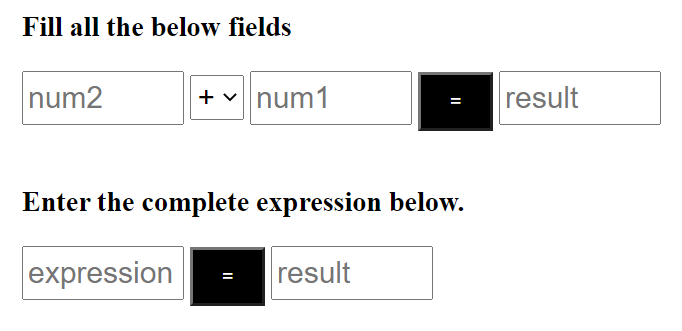 Fill all the below fields
num2 + num1 = result
Enter the complete expression below.
expression = result